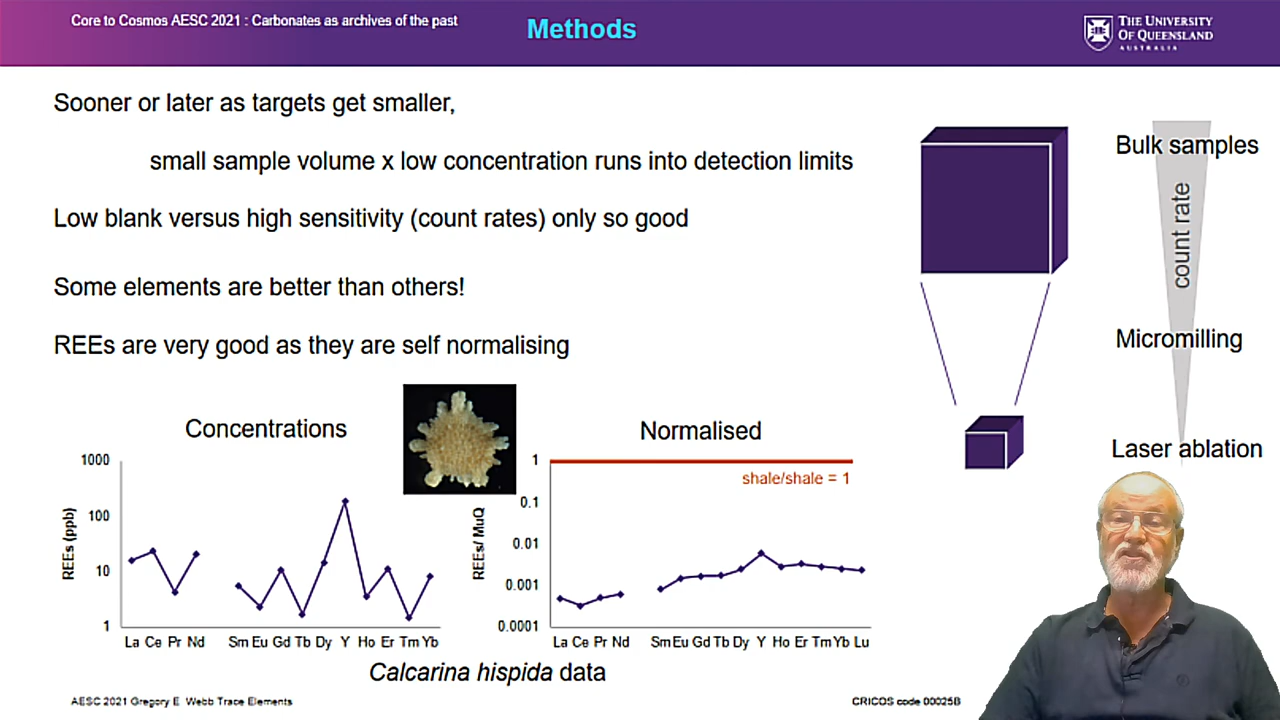 Core to Cosmos AESC 2021 : Carbonates as archives of the past
Methods
THE UNIVERSITY
OF QUEENSLAND
AUSTRALIA
Sooner or later as targets get smaller,
small sample volume x low concentration runs into detection limits
Low blank versus high sensitivity (count rates) only so good
Some elements are better than others!
REEs are very good as they are self normalising
Bulk samples
count rate
Micromilling
Laser ablation
Concentrations
1000
100
10
1
REEs (ppb)
La Ce Pr Nd Sm Eu Gd Tb Dy Y Ho Er Tm Yb
Normalised
1
0.1
0.01
0.001
0.0001
REEs/ MuQ
shale/shale = 1
La Ce Pr Nd Sm Eu Gd Tb Dy Y Ho Er Tm Yb Lu
Calcarina hispida data
AESC 2021 Gregory E Webb Trace Elements
CRICOS code 00025B